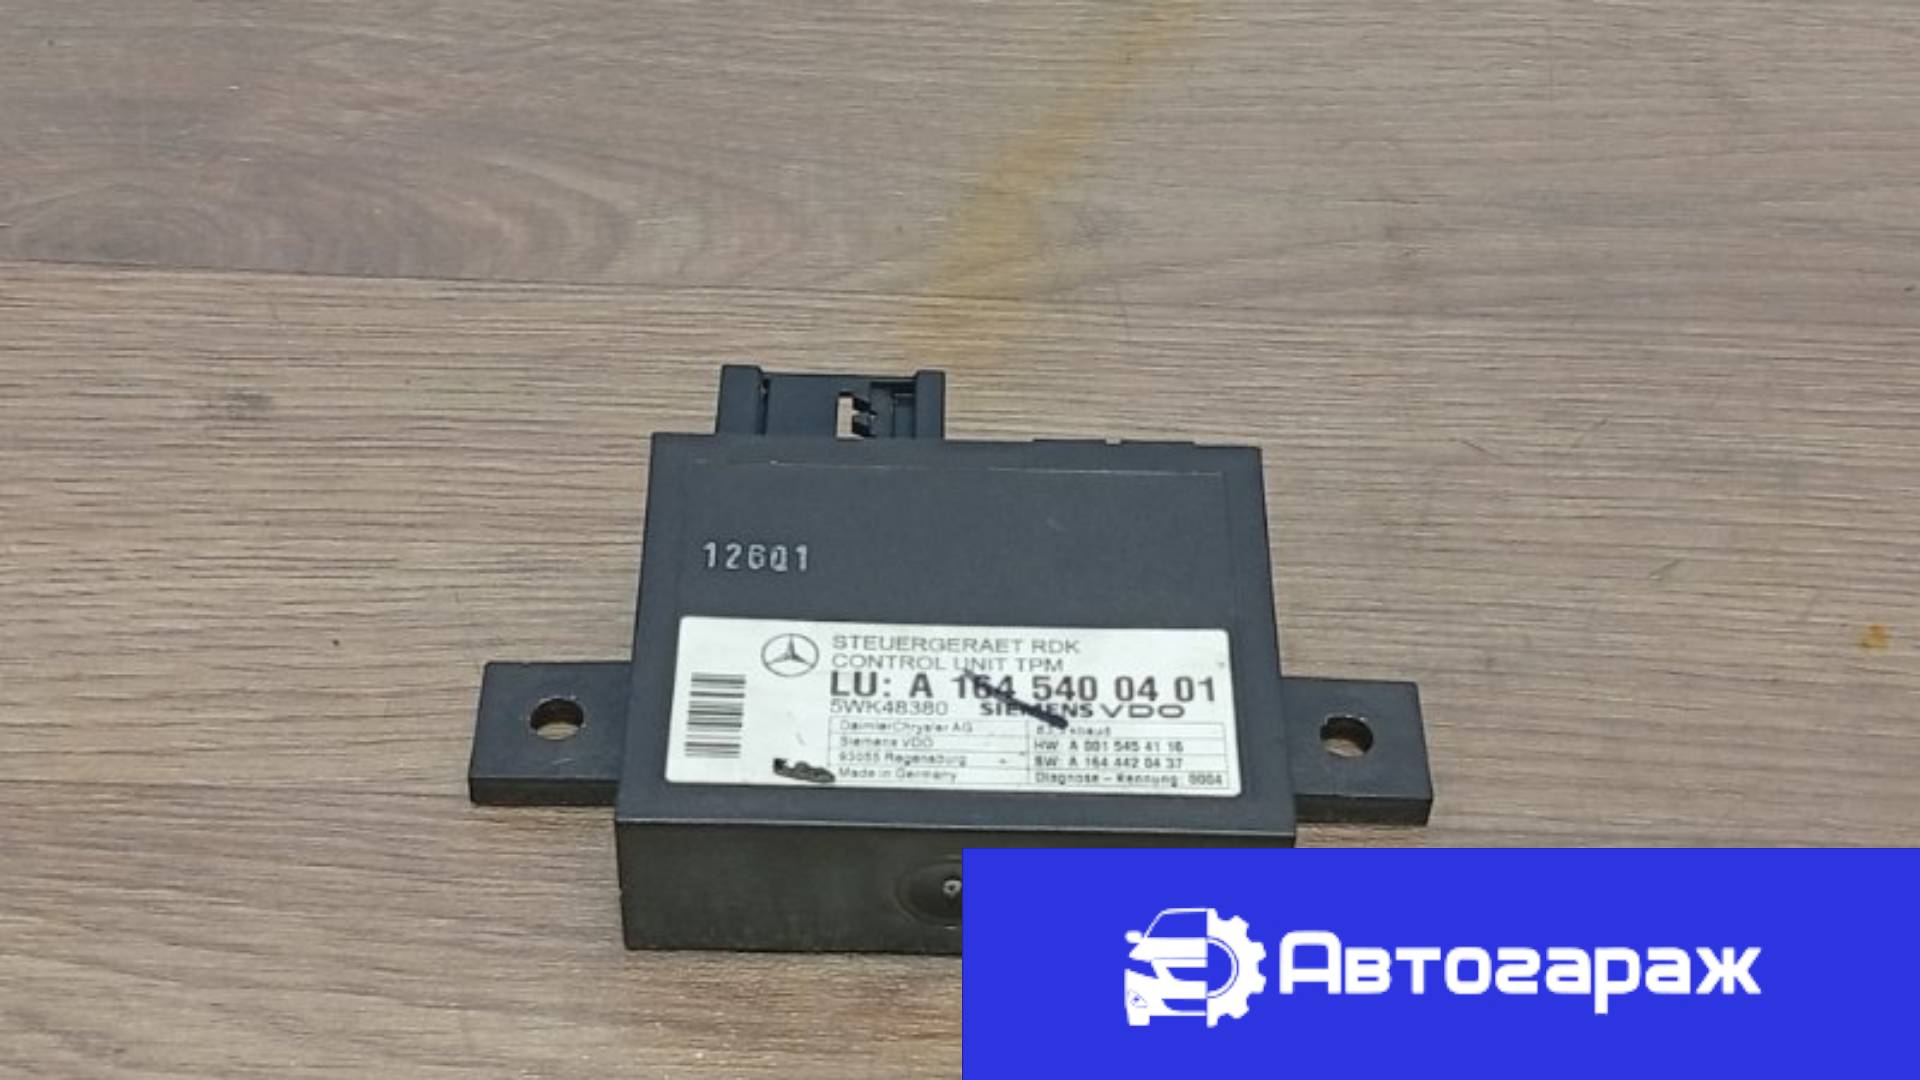 12601
STEUERGERAET RDK
CONTROL UNIT TPM
LU: A 164 540 04 01
5WK48380 SIEMENS VDO
DaimlerChrysler AG
Siemens VDO
HW: A 001 545 41 16
93055 Regensburg
SW: A 164 442 04 37
Made in Germany
Diagnose - Kennung: 0004
Автогараж